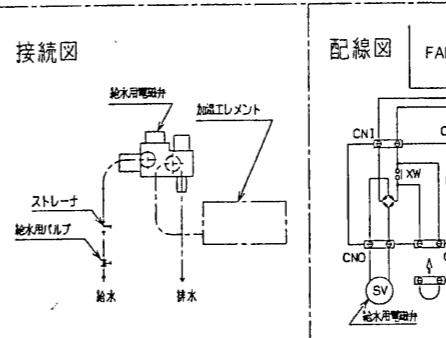 接続図
給水用電磁弁
加湿エレメント
ストレーナ
給水用バルブ
給水
排水
配線図
FA
CN1
XW
CNO
SV
給水用電磁弁